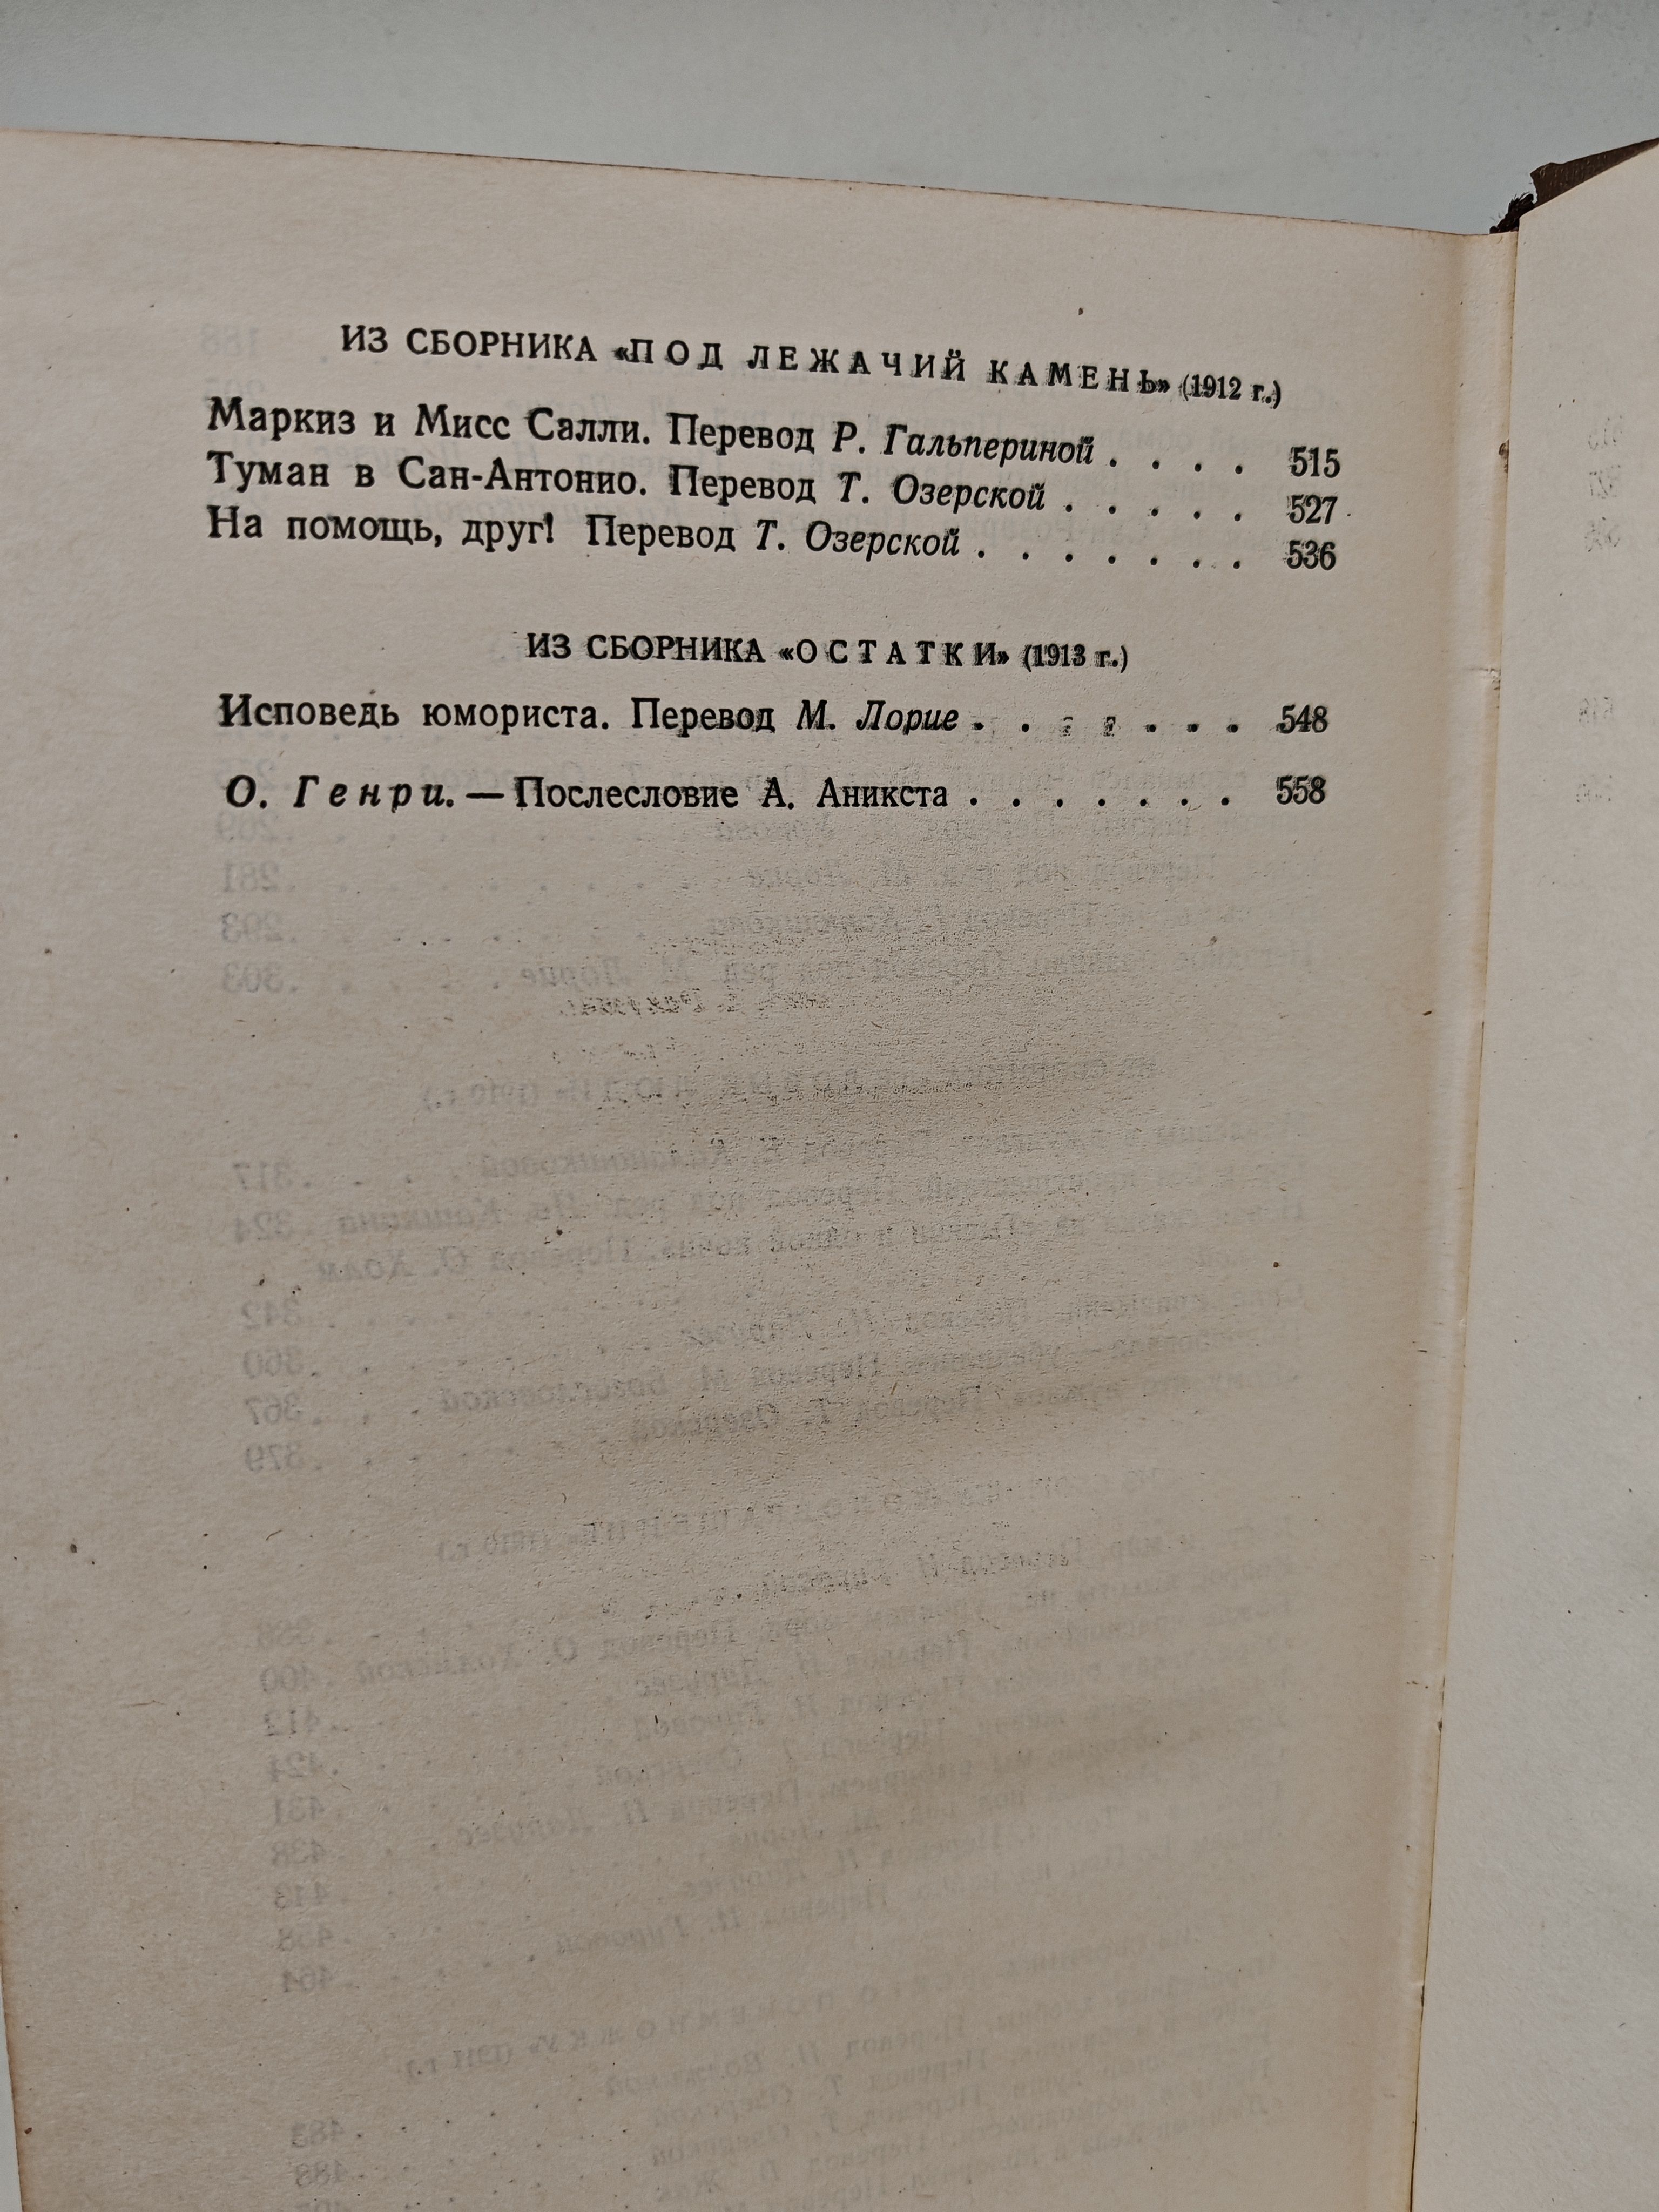 ИЗ СБОРНИКА «ПОД ЛЕЖАЧИЙ КАМЕНЬ» (1912 г.)
Маркиз и Мисс Салли. Перевод Р. Гальпериной . . . . 515
Туман в Сан-Антонио. Перевод Т. Озерской . . . . . 527
На помощь, друг! Перевод Т. Озерской . . . . . . . 536
ИЗ СБОРНИКА «ОСТАТКИ» (1913 г.)
Исповедь юмориста. Перевод М. Лорие . . . . . . . 548
О. Генри. — Послесловие А. Аникста . . . . . . . 558